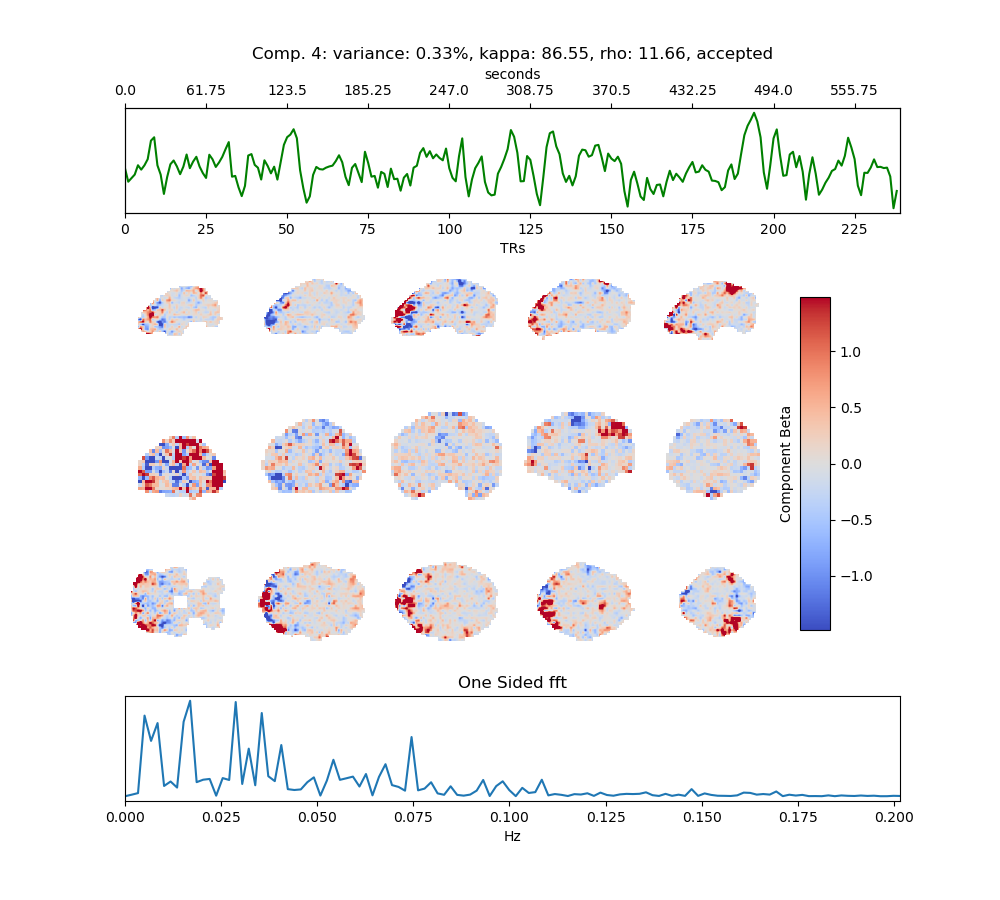 Comp. 4: variance: 0.33%, kappa: 86.55, rho: 11.66, accepted
seconds
0.0 61.75 123.5 185.25 247.0 308.75 370.5 432.25 494.0 555.75
0 25 50 75 100 125 150 175 200 225
TRs
1.0
0.5
0.0
−0.5
−1.0
Component Beta
One Sided fft
0.000 0.025 0.050 0.075 0.100 0.125 0.150 0.175 0.200
Hz